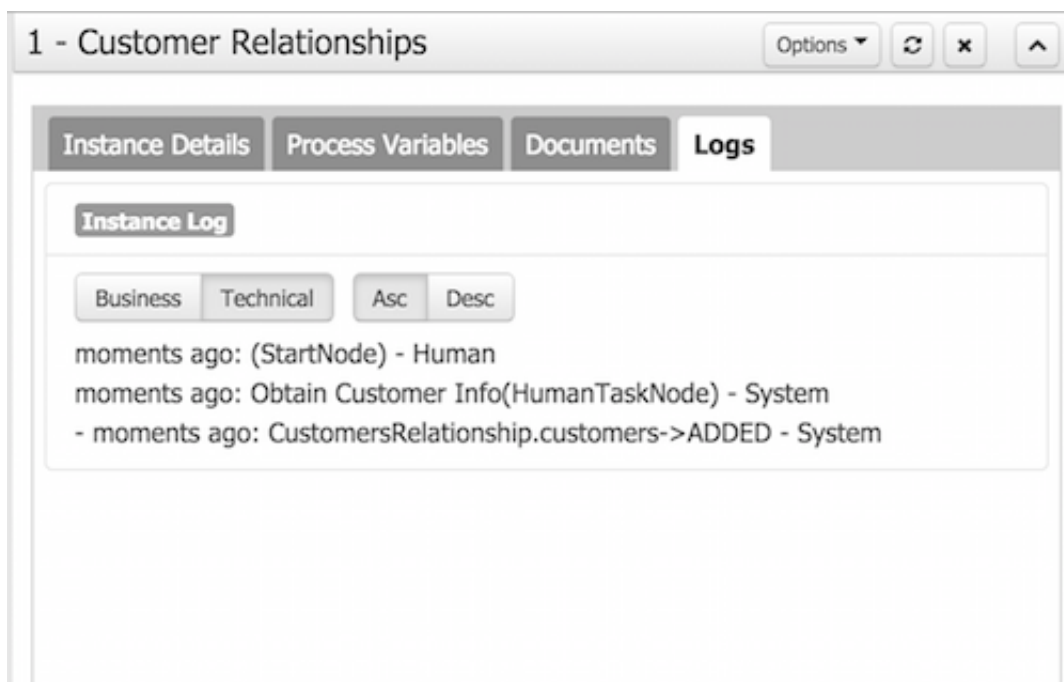 1 - Customer Relationships Options
Instance Details Process Variables Documents Logs
Instance Log
Business Technical Asc Desc
moments ago: (StartNode) - Human
moments ago: Obtain Customer Info(HumanTaskNode) - System
- moments ago: CustomersRelationship.customers->ADDED - System